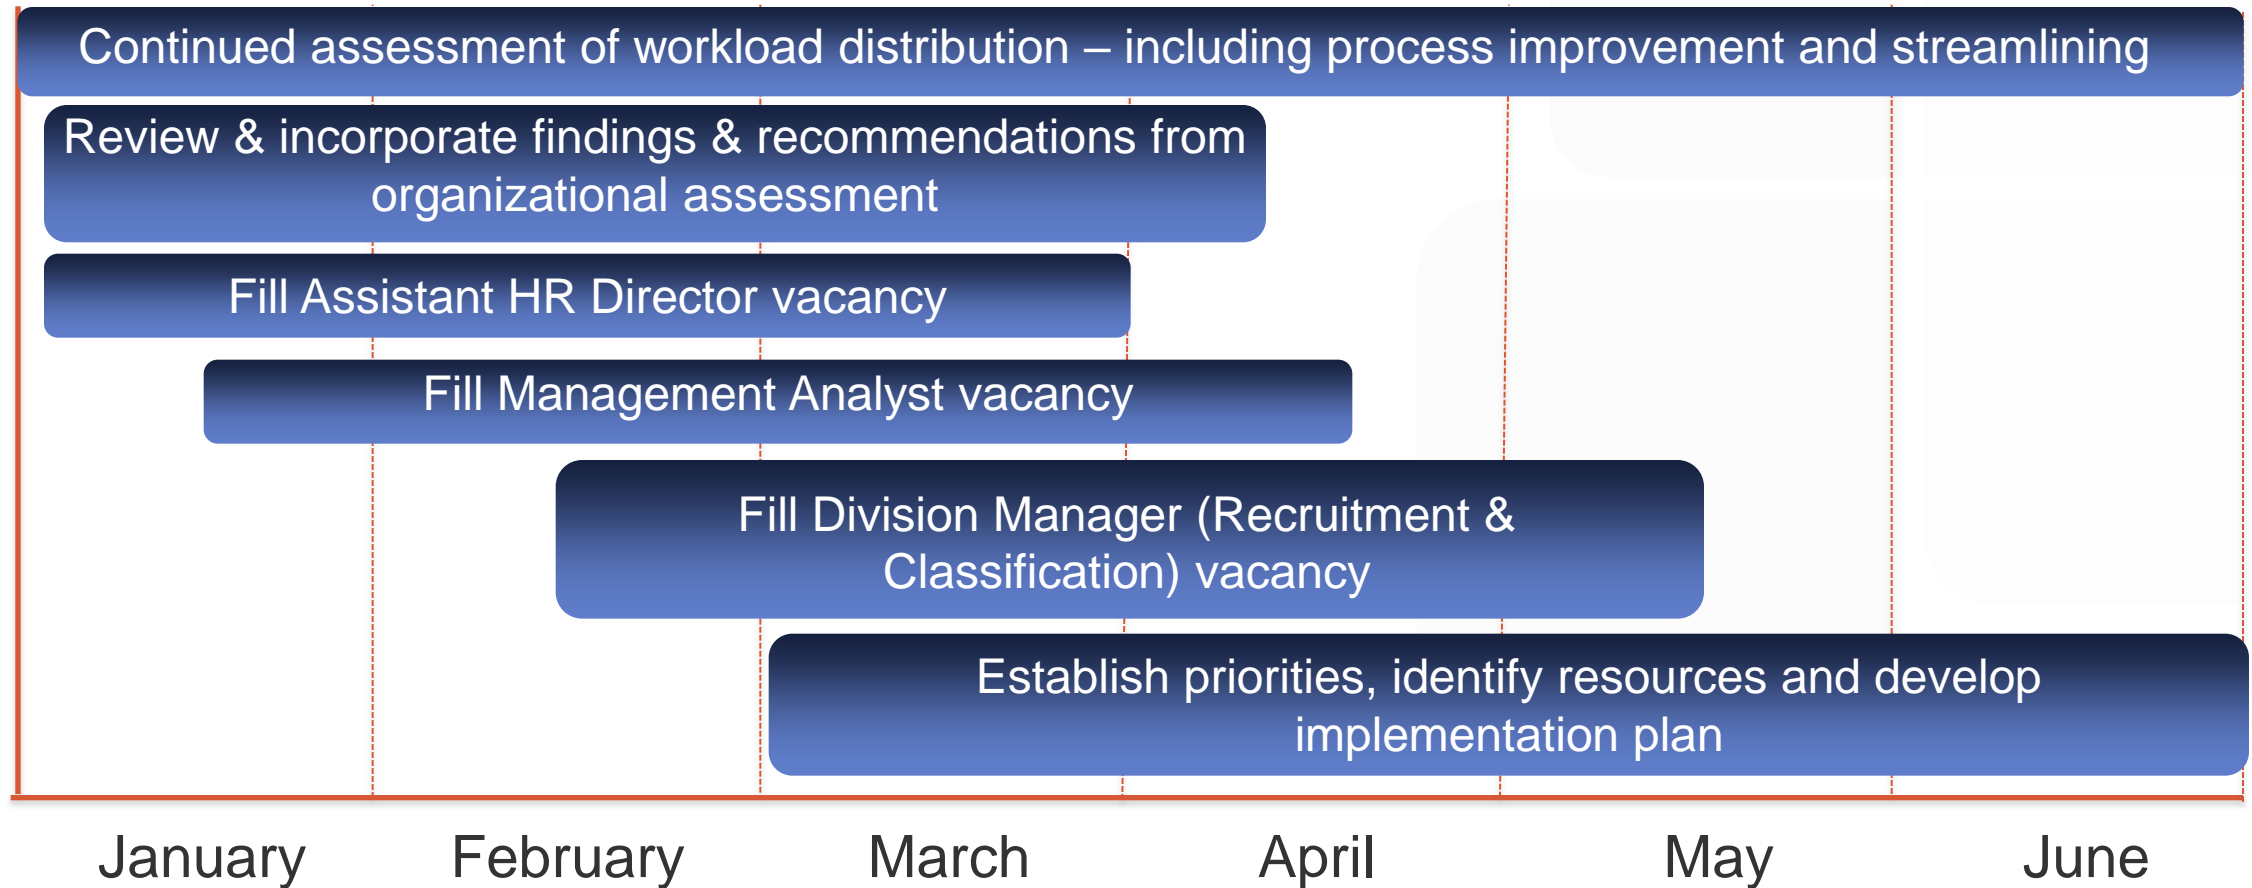 Continued assessment of workload distribution – including process improvement and streamlining
Review & incorporate findings & recommendations from
organizational assessment
Fill Assistant HR Director vacancy
Fill Management Analyst vacancy
Fill Division Manager (Recruitment &
Classification) vacancy
Establish priorities, identify resources and develop
implementation plan
January February March April May June